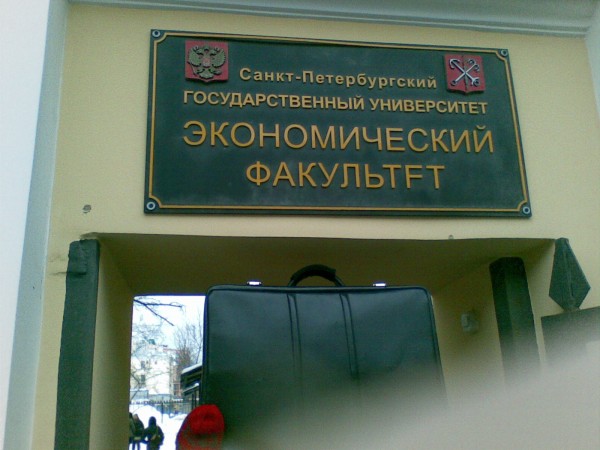 Санкт-Петербургский
ГОСУДАРСТВЕННЫЙ УНИВЕРСИТЕТ
ЭКОНОМИЧЕСКИЙ
ФАКУЛЬТЕТ